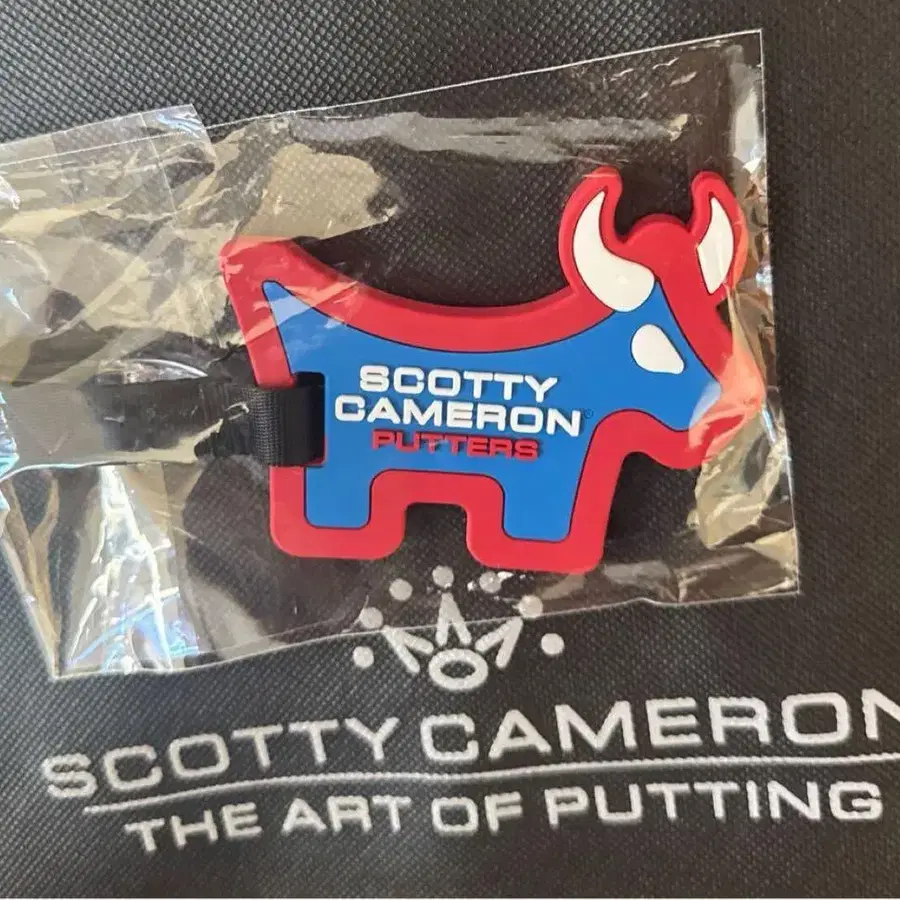 SCOTTY
CAMERON®
PUTTERS
SCOTTY CAMERON
THE ART OF PUTTING